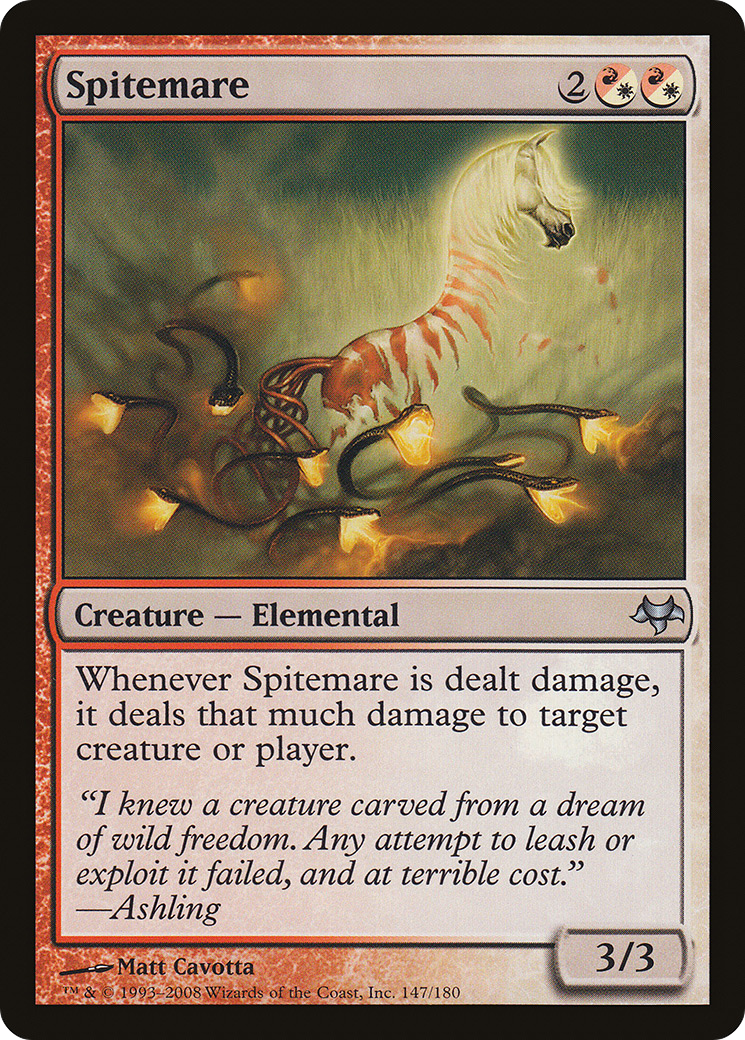 Spitemare 2
Creature — Elemental
Whenever Spitemare is dealt damage,
it deals that much damage to target
creature or player.
“I knew a creature carved from a dream
of wild freedom. Any attempt to leash or
exploit it failed, and at terrible cost.”
—Ashling
3/3
Matt Cavotta
™ & © 1993–2008 Wizards of the Coast, Inc. 147/180